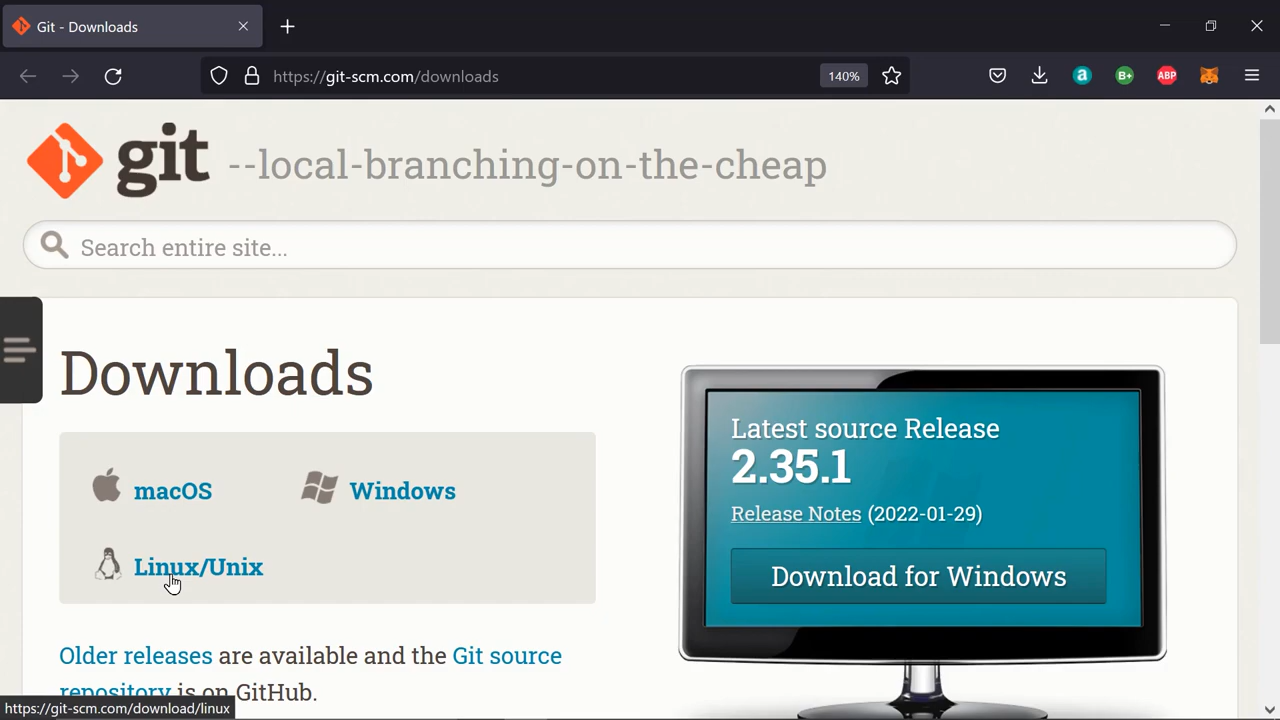 Git - Downloads
https://git-scm.com/downloads
140%
a
B+
ABP
git --local-branching-on-the-cheap
Search entire site...
Downloads
macOS
Windows
Linux/Unix
Older releases are available and the Git source
repository is on GitHub.
Latest source Release
2.35.1
Release Notes (2022-01-29)
Download for Windows
https://git-scm.com/download/linux